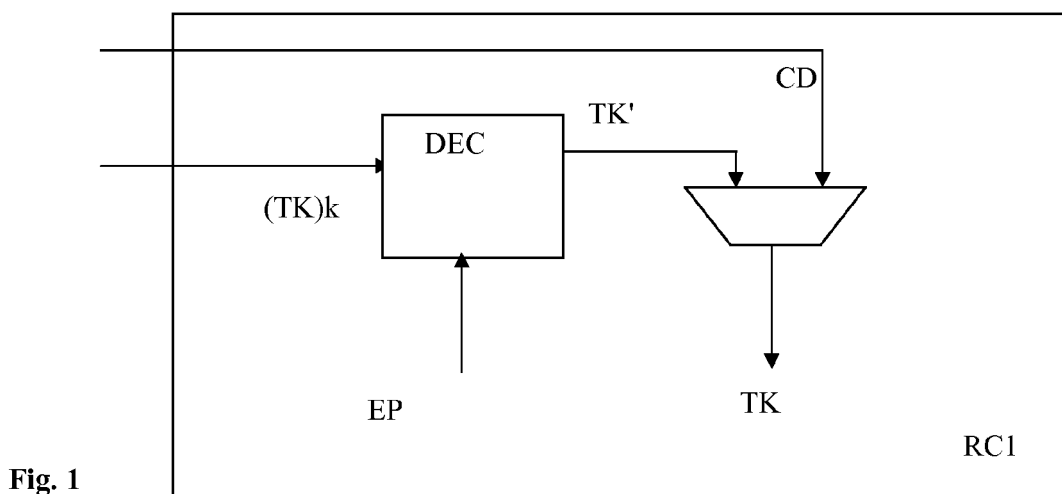 CD
TK'
DEC
(TK)k
EP
TK
RC1
Fig. 1